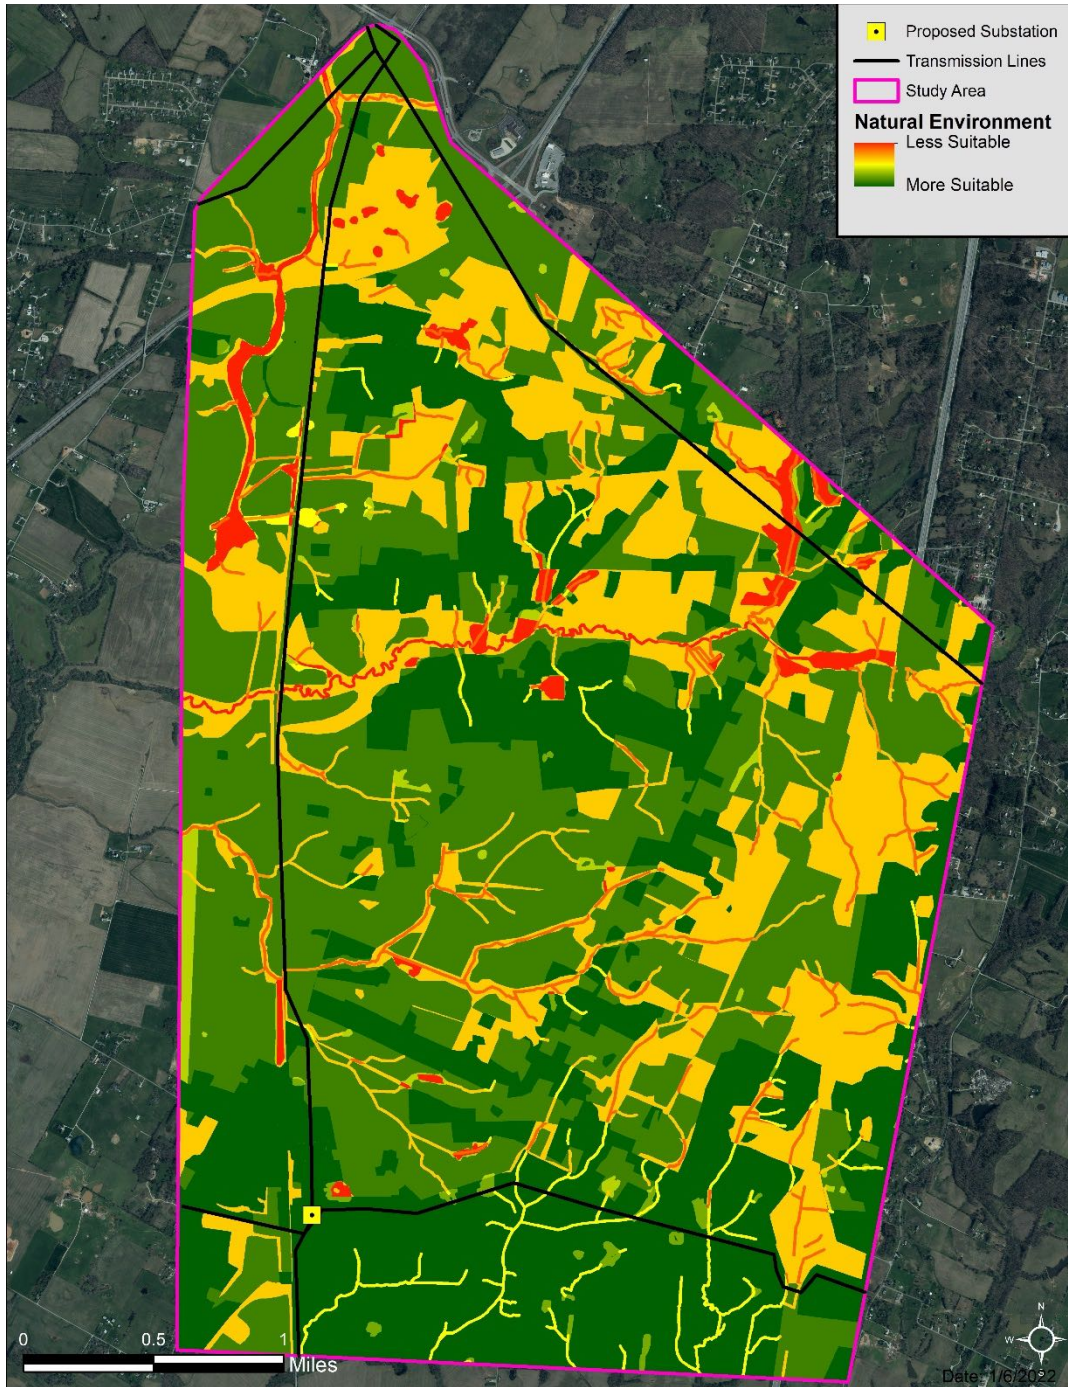 Proposed Substation
Transmission Lines
Study Area
Natural Environment
Less Suitable
More Suitable
0 0.5 1
Miles
N
W
S
Date: 1/6/2022